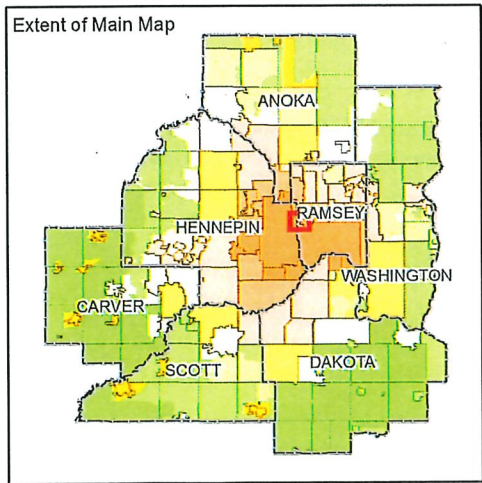 Extent of Main Map
ANOKA
RAMSEY
HENNEPIN
WASHINGTON
CARVER
SCOTT
DAKOTA